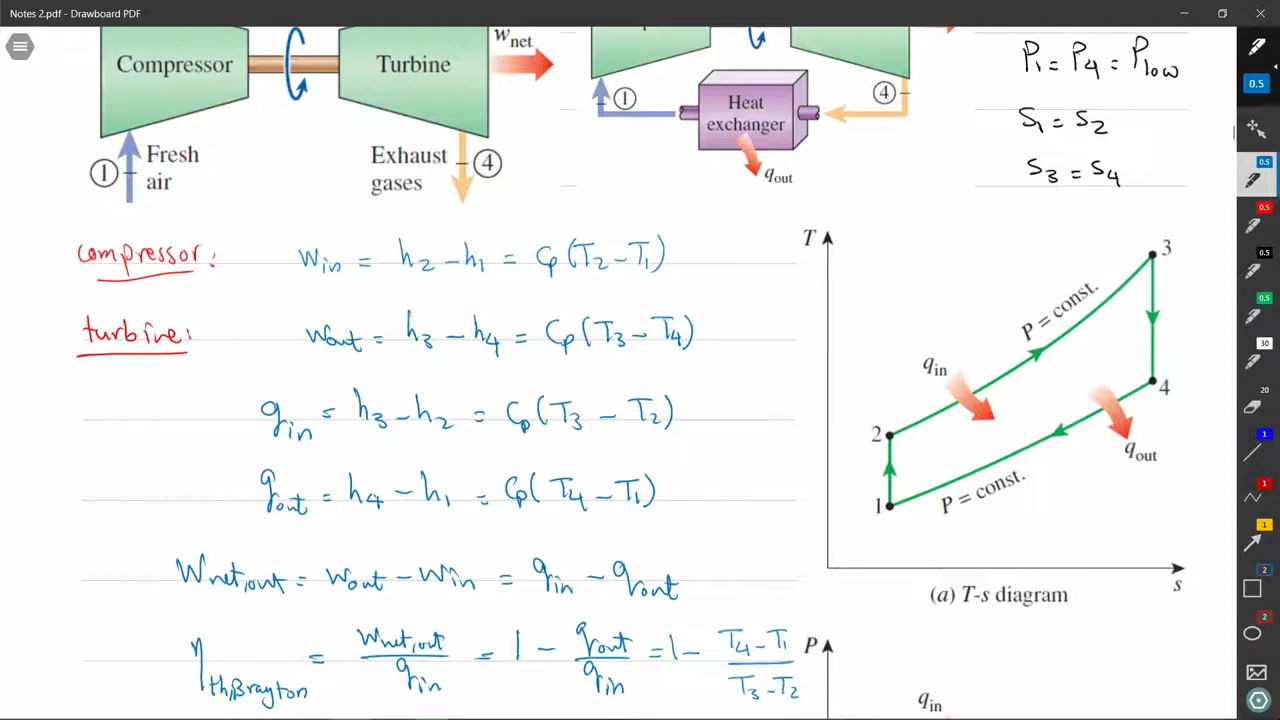 Notes 2.pdf - Drawboard PDF
Compressor
Turbine
w_net
① Fresh air
Exhaust gases ④
①
Heat exchanger
④
q_out
P₁ = P₄ = P_low
S₁ = S₂
S₃ = S₄
compressor:
w_in = h₂ - h₁ = Cp(T₂ - T₁)
turbine:
w_out = h₃ - h₄ = Cp(T₃ - T₄)
q_in = h₃ - h₂ = Cp(T₃ - T₂)
q_out = h₄ - h₁ = Cp(T₄ - T₁)
W_net,out = w_out - w_in = q_in - q_out
η_th,Brayton = w_net,out / q_in = 1 - q_out / q_in = 1 - T₄ - T₁ / T₃ - T₂
T
3
P = const.
q_in
4
2
q_out
1
P = const.
s
(a) T-s diagram
P
q_in
0.5
0.5
0.5
0.5
0.5
30
20
1
1
1
2
2